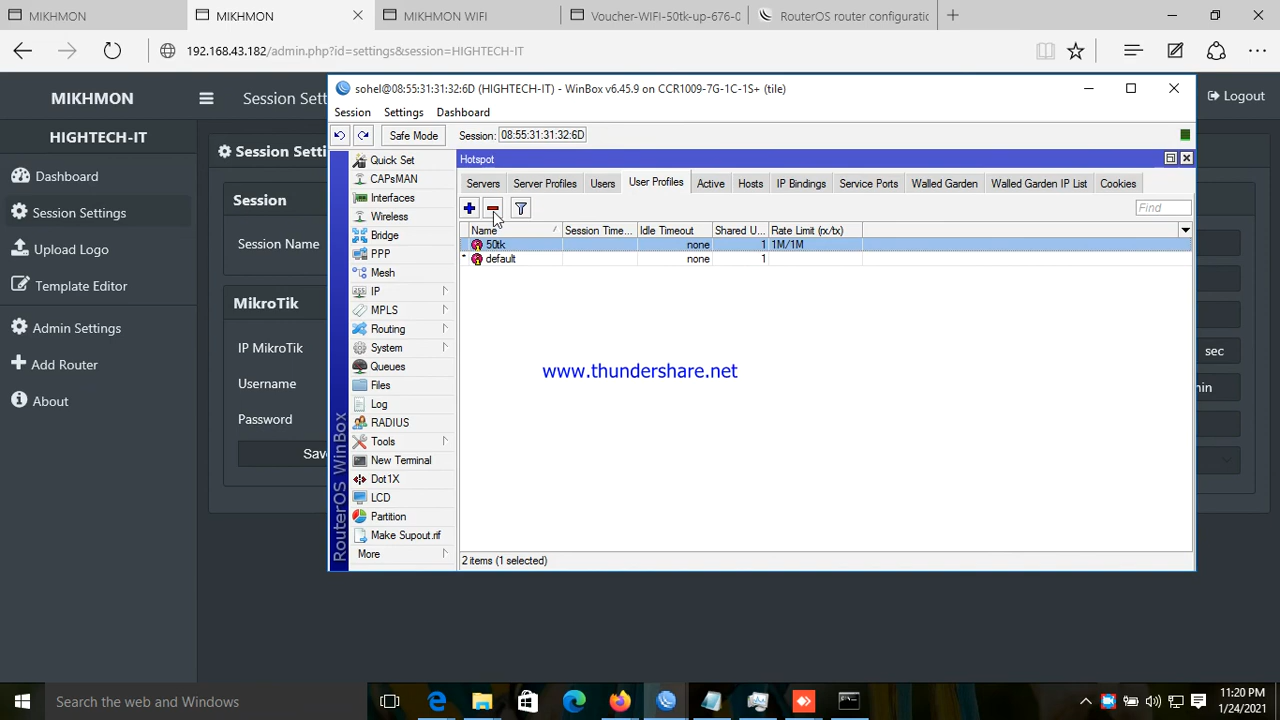 MIKHMON
MIKHMON
MIKHMON WIFI
Voucher-WIFI-50tk-up-676-0
RouterOS router configuratio
192.168.43.182/admin.php?id=settings&session=HIGHTECH-IT
MIKHMON
Session Sett
Logout
HIGHTECH-IT
Dashboard
Session Settings
Upload Logo
Template Editor
Admin Settings
Add Router
About
Session Setti
Session
Session Name
MikroTik
IP MikroTik
Username
Password
Save
sec
min
sohel@08:55:31:31:32:6D (HIGHTECH-IT) - WinBox v6.45.9 on CCR1009-7G-1C-1S+ (tile)
Session Settings Dashboard
Safe Mode Session: 08:55:31:31:32:6D
RouterOS WinBox
Quick Set
CAPsMAN
Interfaces
Wireless
Bridge
PPP
Mesh
IP
MPLS
Routing
System
Queues
Files
Log
RADIUS
Tools
New Terminal
Dot1X
LCD
Partition
Make Supout.rif
More
Hotspot
Servers Server Profiles Users User Profiles Active Hosts IP Bindings Service Ports Walled Garden Walled Garden IP List Cookies
Find
Name Session Time... Idle Timeout Shared U... Rate Limit (rx/tx)
50tk none 1 1M/1M
* default none 1
www.thundershare.net
2 items (1 selected)
Search the web and Windows
11:20 PM
1/24/2021